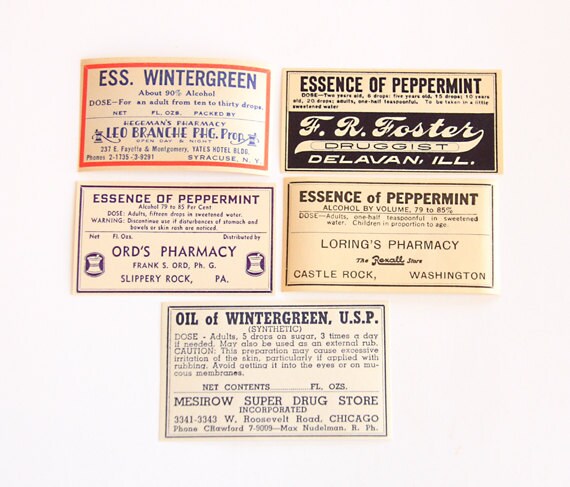 ESS. WINTERGREEN
About 90% Alcohol
DOSE-For an adult from ten to thirty drops.
NET FL. OZS. PACKED BY
HEGEMAN'S PHARMACY
LEO BRANCHE PHG. Prop.
OPEN DAY & NIGHT
237 E. Fayette & Montgomery, YATES HOTEL BLDG.
Phones 2-1735-3-9291 SYRACUSE, N. Y.
ESSENCE OF PEPPERMINT
DOSE—Two years old, 6 drops; five years old, 15 drops; 10 years
old, 20 drops; adults, one-half teaspoonful. To be taken in a little
sweetened water
F. R. Foster
DRUGGIST
DELAVAN, ILL.
ESSENCE OF PEPPERMINT
Alcohol 79 to 85 Per Cent
DOSE: Adults, fifteen drops in sweetened water.
WARNING: Discontinue use if disturbances of stomach and
bowels or skin rash are noticed.
Net Fl. Ozs. Distributed by
ORD'S PHARMACY
FRANK S. ORD, Ph. G.
SLIPPERY ROCK, PA.
ESSENCE of PEPPERMINT
ALCOHOL BY VOLUME, 79 to 85%
DOSE—Adults, one-half teaspoonful in sweetened
water. Children in proportion to age.
LORING'S PHARMACY
The Rexall Store
CASTLE ROCK, WASHINGTON
OIL of WINTERGREEN, U.S.P.
(SYNTHETIC)
DOSE - Adults, 5 drops on sugar, 3 times a day
if needed. May also be used as an external rub.
CAUTION: This preparation may cause excessive
irritation of the skin, particularly if applied with
rubbing. Avoid getting it into the eyes or on mu-
cous membranes.
NET CONTENTS FL. OZS.
MESIROW SUPER DRUG STORE
INCORPORATED
3341-3343 W. Roosevelt Road, CHICAGO
Phone CRawford 7-9099—Max Nudelman, R. Ph.